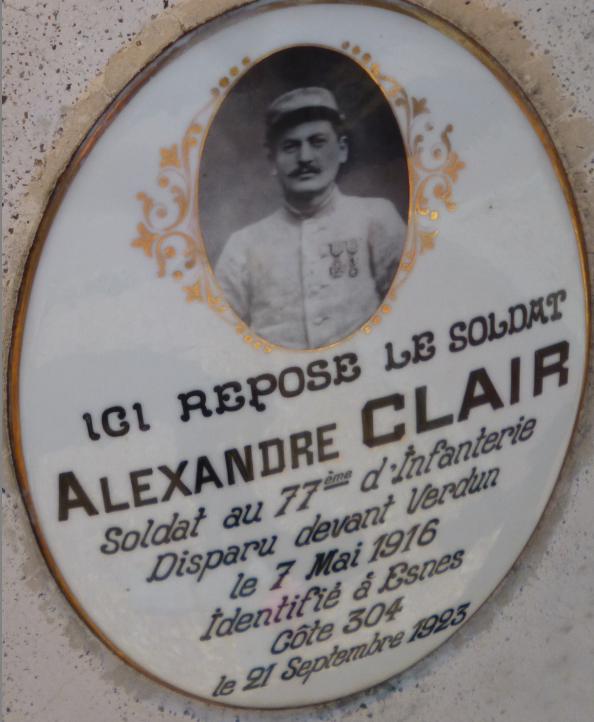 ICI REPOSE LE SOLDAT
ALEXANDRE CLAIR
Soldat au 77ème d'Infanterie
Disparu devant Verdun
le 7 Mai 1916
Identifié à Esnes
Côte 304
le 21 Septembre 1923